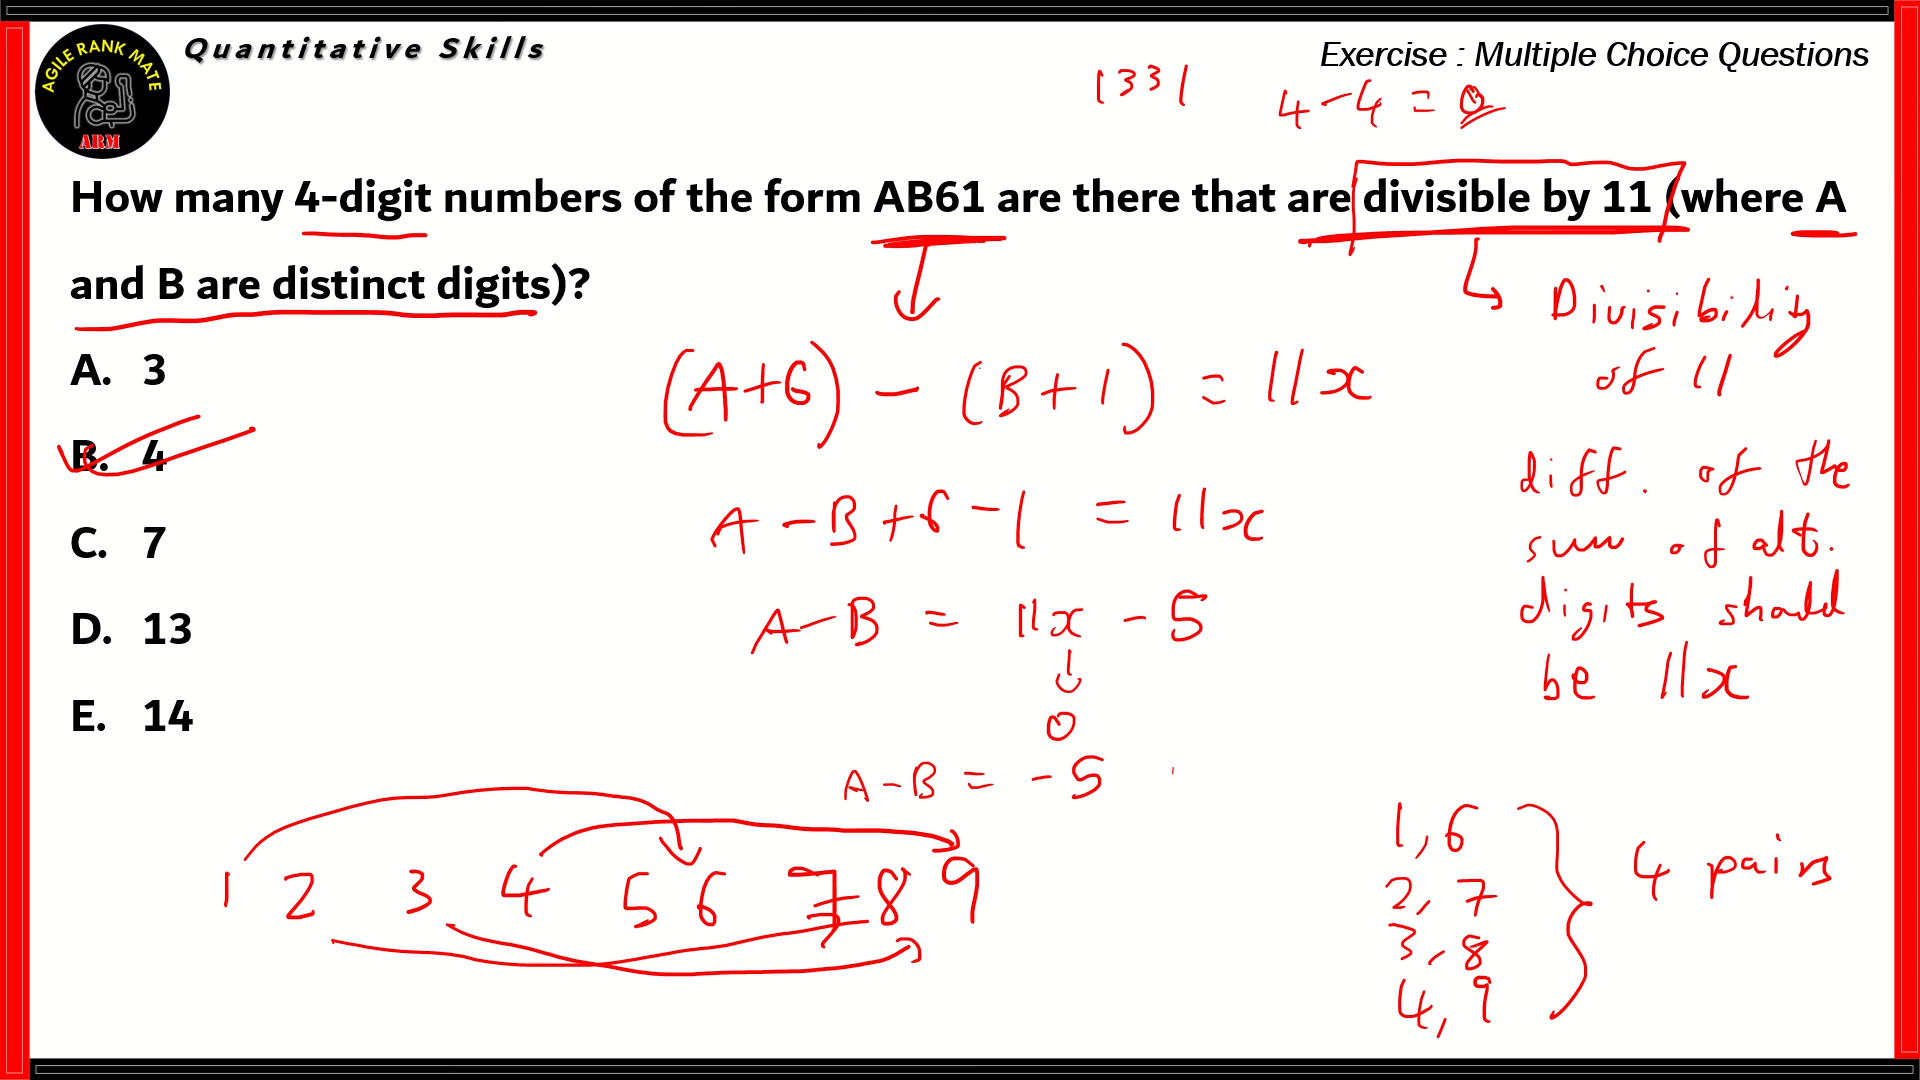 AGILE RANK MATE
ARM
Quantitative Skills
Exercise : Multiple Choice Questions
1331
4-4 = 0
How many 4-digit numbers of the form AB61 are there that are divisible by 11 (where A
and B are distinct digits)?
A. 3
B. 4
C. 7
D. 13
E. 14
Divisibility
of 11
(A+6) - (B+1) = 11x
diff. of the
sum of alt.
digits should
be 11x
A-B+6-1 = 11x
A-B = 11x - 5
0
A-B = -5
1 2 3 4 5 6 7 8 9
1,6
2,7
3,8
4,9
4 pairs